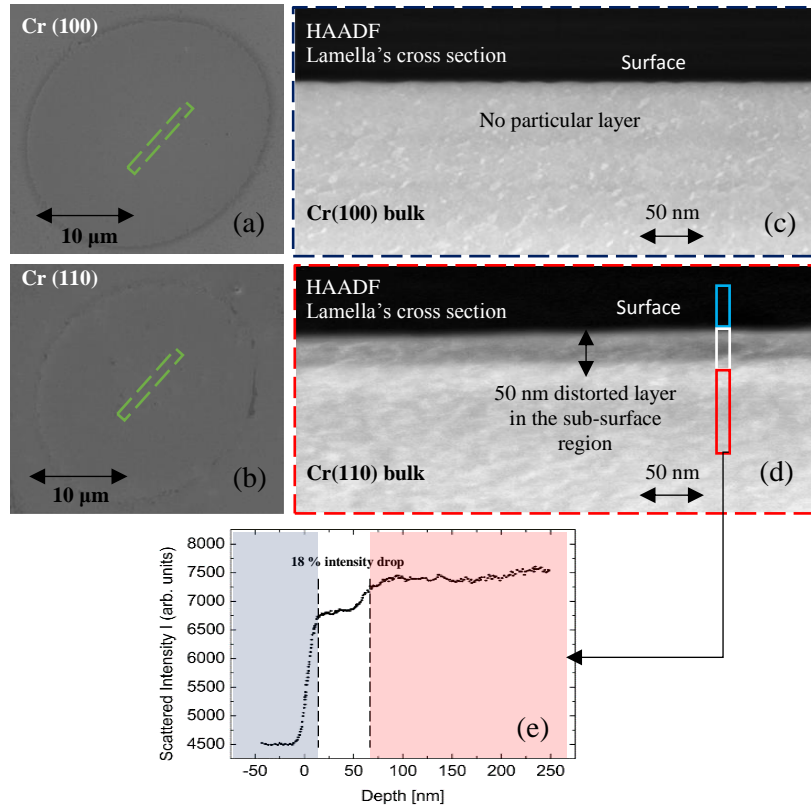 Cr (100)
10 µm
(a)
HAADF
Lamella's cross section
Surface
No particular layer
Cr(100) bulk
50 nm
(c)
Cr (110)
10 µm
(b)
HAADF
Lamella's cross section
Surface
50 nm distorted layer
in the sub-surface
region
Cr(110) bulk
50 nm
(d)
Scattered Intensity I (arb. units)
8000
7500
7000
6500
6000
5500
5000
4500
18 % intensity drop
(e)
-50 0 50 100 150 200 250
Depth [nm]